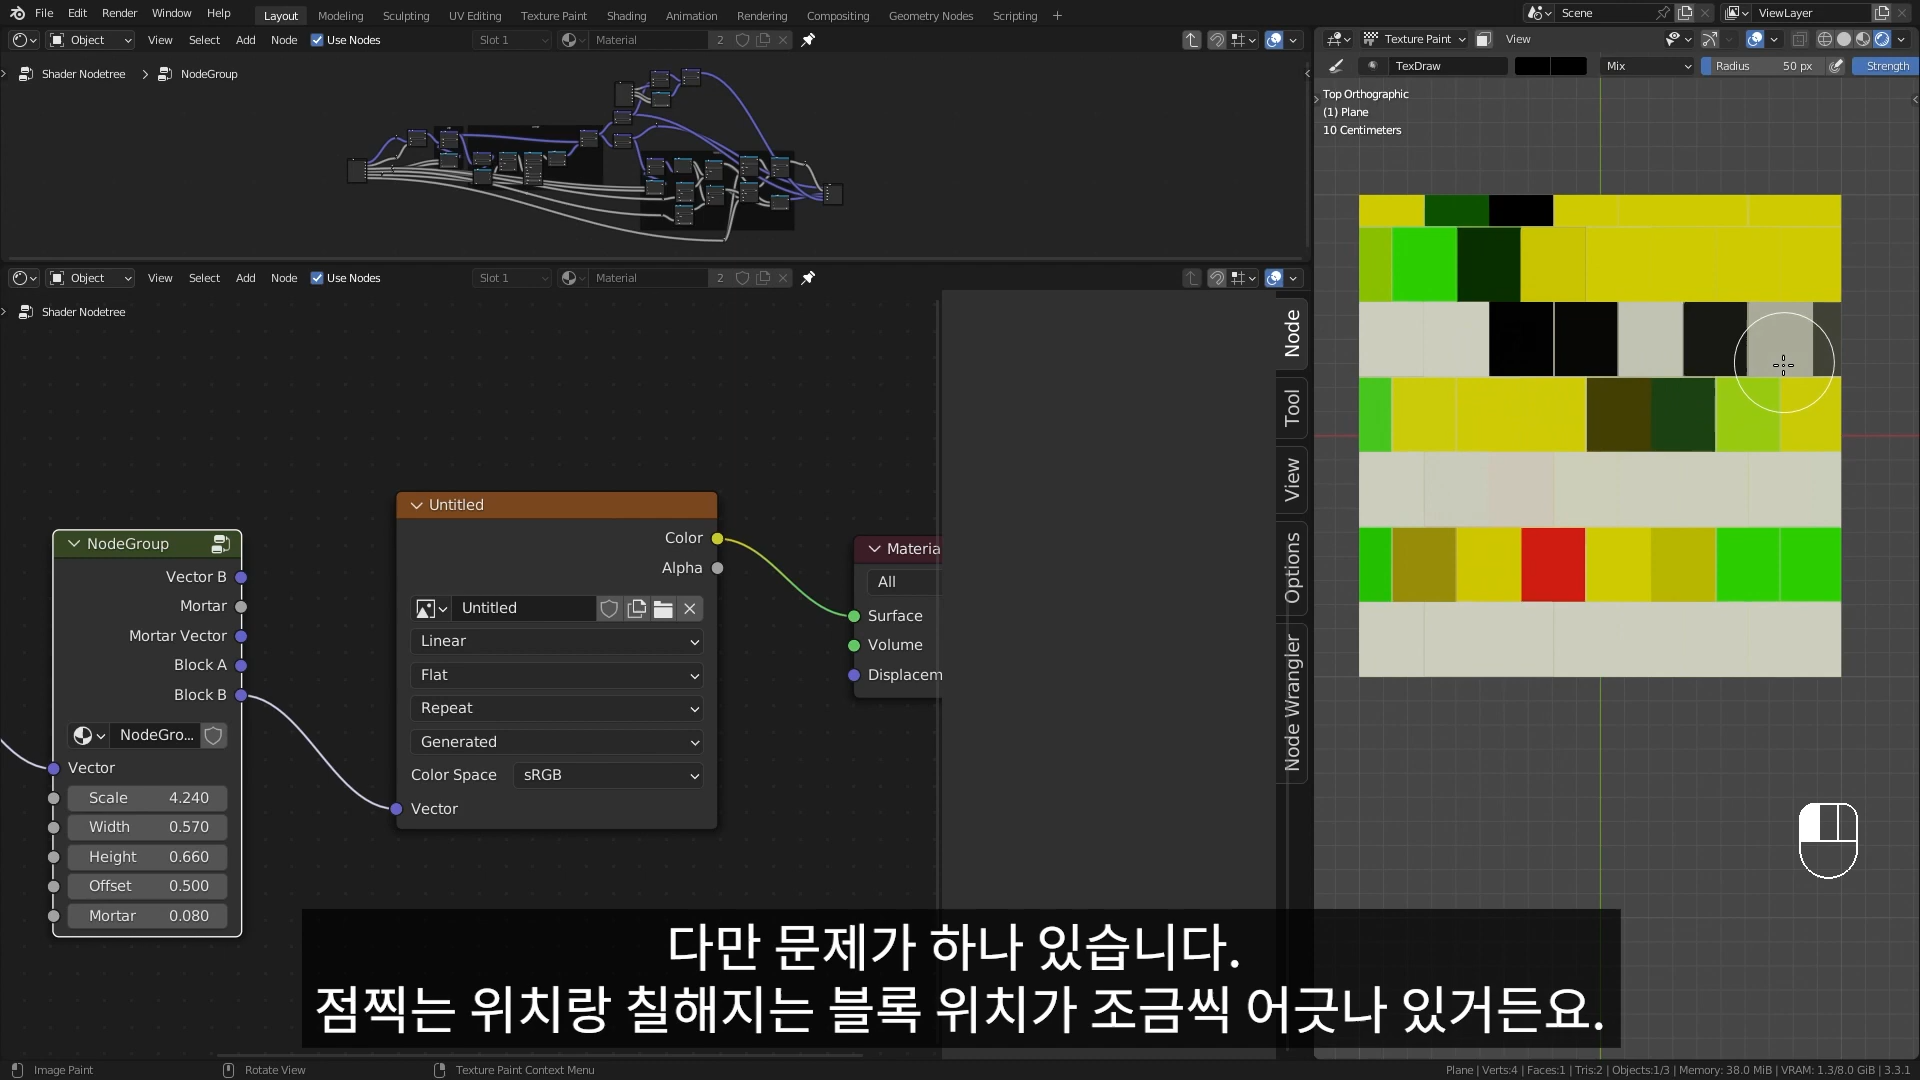 File Edit Render Window Help Layout Modeling Sculpting UV Editing Texture Paint Shading Animation Rendering Compositing Geometry Nodes Scripting + Scene ViewLayer
Object View Select Add Node Use Nodes Slot 1 Material 2 Texture Paint View
TexDraw Mix Radius 50 px Strength
Shader Nodetree > NodeGroup
Top Orthographic
(1) Plane
10 Centimeters
Object View Select Add Node Use Nodes Slot 1 Material 2
Shader Nodetree
Node
Tool
View
Options
Node Wrangler
NodeGroup
Vector B
Mortar
Mortar Vector
Block A
Block B
NodeGro...
Vector
Scale 4.240
Width 0.570
Height 0.660
Offset 0.500
Mortar 0.080
Untitled
Color
Alpha
Untitled
Linear
Flat
Repeat
Generated
Color Space sRGB
Vector
Materia
All
Surface
Volume
Displacem
다만 문제가 하나 있습니다.
점찍는 위치랑 칠해지는 블록 위치가 조금씩 어긋나 있거든요.
Image Paint Rotate View Texture Paint Context Menu Plane | Verts:4 | Faces:1 | Tris:2 | Objects:1/3 | Memory: 38.0 MiB | VRAM: 1.3/8.0 GiB | 3.3.1